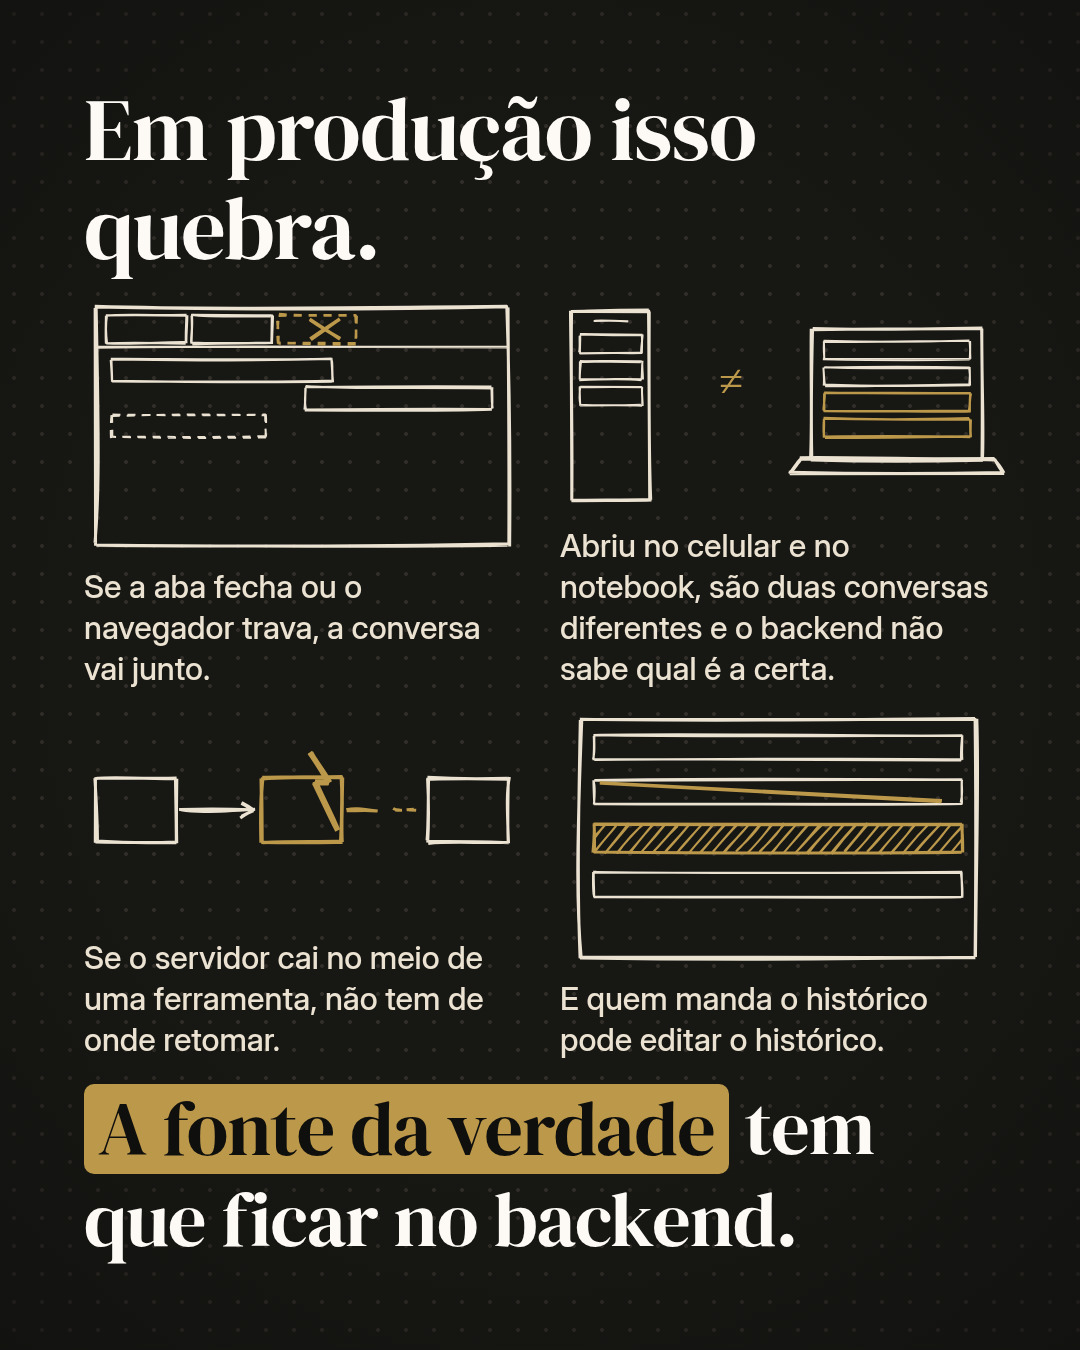 Em produção isso
quebra.
≠
Se a aba fecha ou o
navegador trava, a conversa
vai junto.
Abriu no celular e no
notebook, são duas conversas
diferentes e o backend não
sabe qual é a certa.
Se o servidor cai no meio de
uma ferramenta, não tem de
onde retomar.
E quem manda o histórico
pode editar o histórico.
A fonte da verdade tem
que ficar no backend.